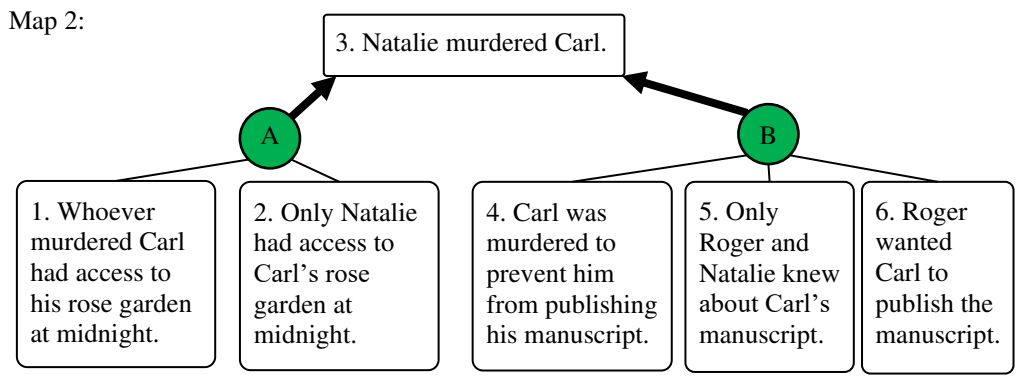 Map 2:
3. Natalie murdered Carl.
A
B
1. Whoever
murdered Carl
had access to
his rose garden
at midnight.
2. Only Natalie
had access to
Carl’s rose
garden at
midnight.
4. Carl was
murdered to
prevent him
from publishing
his manuscript.
5. Only
Roger and
Natalie knew
about Carl’s
manuscript.
6. Roger
wanted
Carl to
publish the
manuscript.